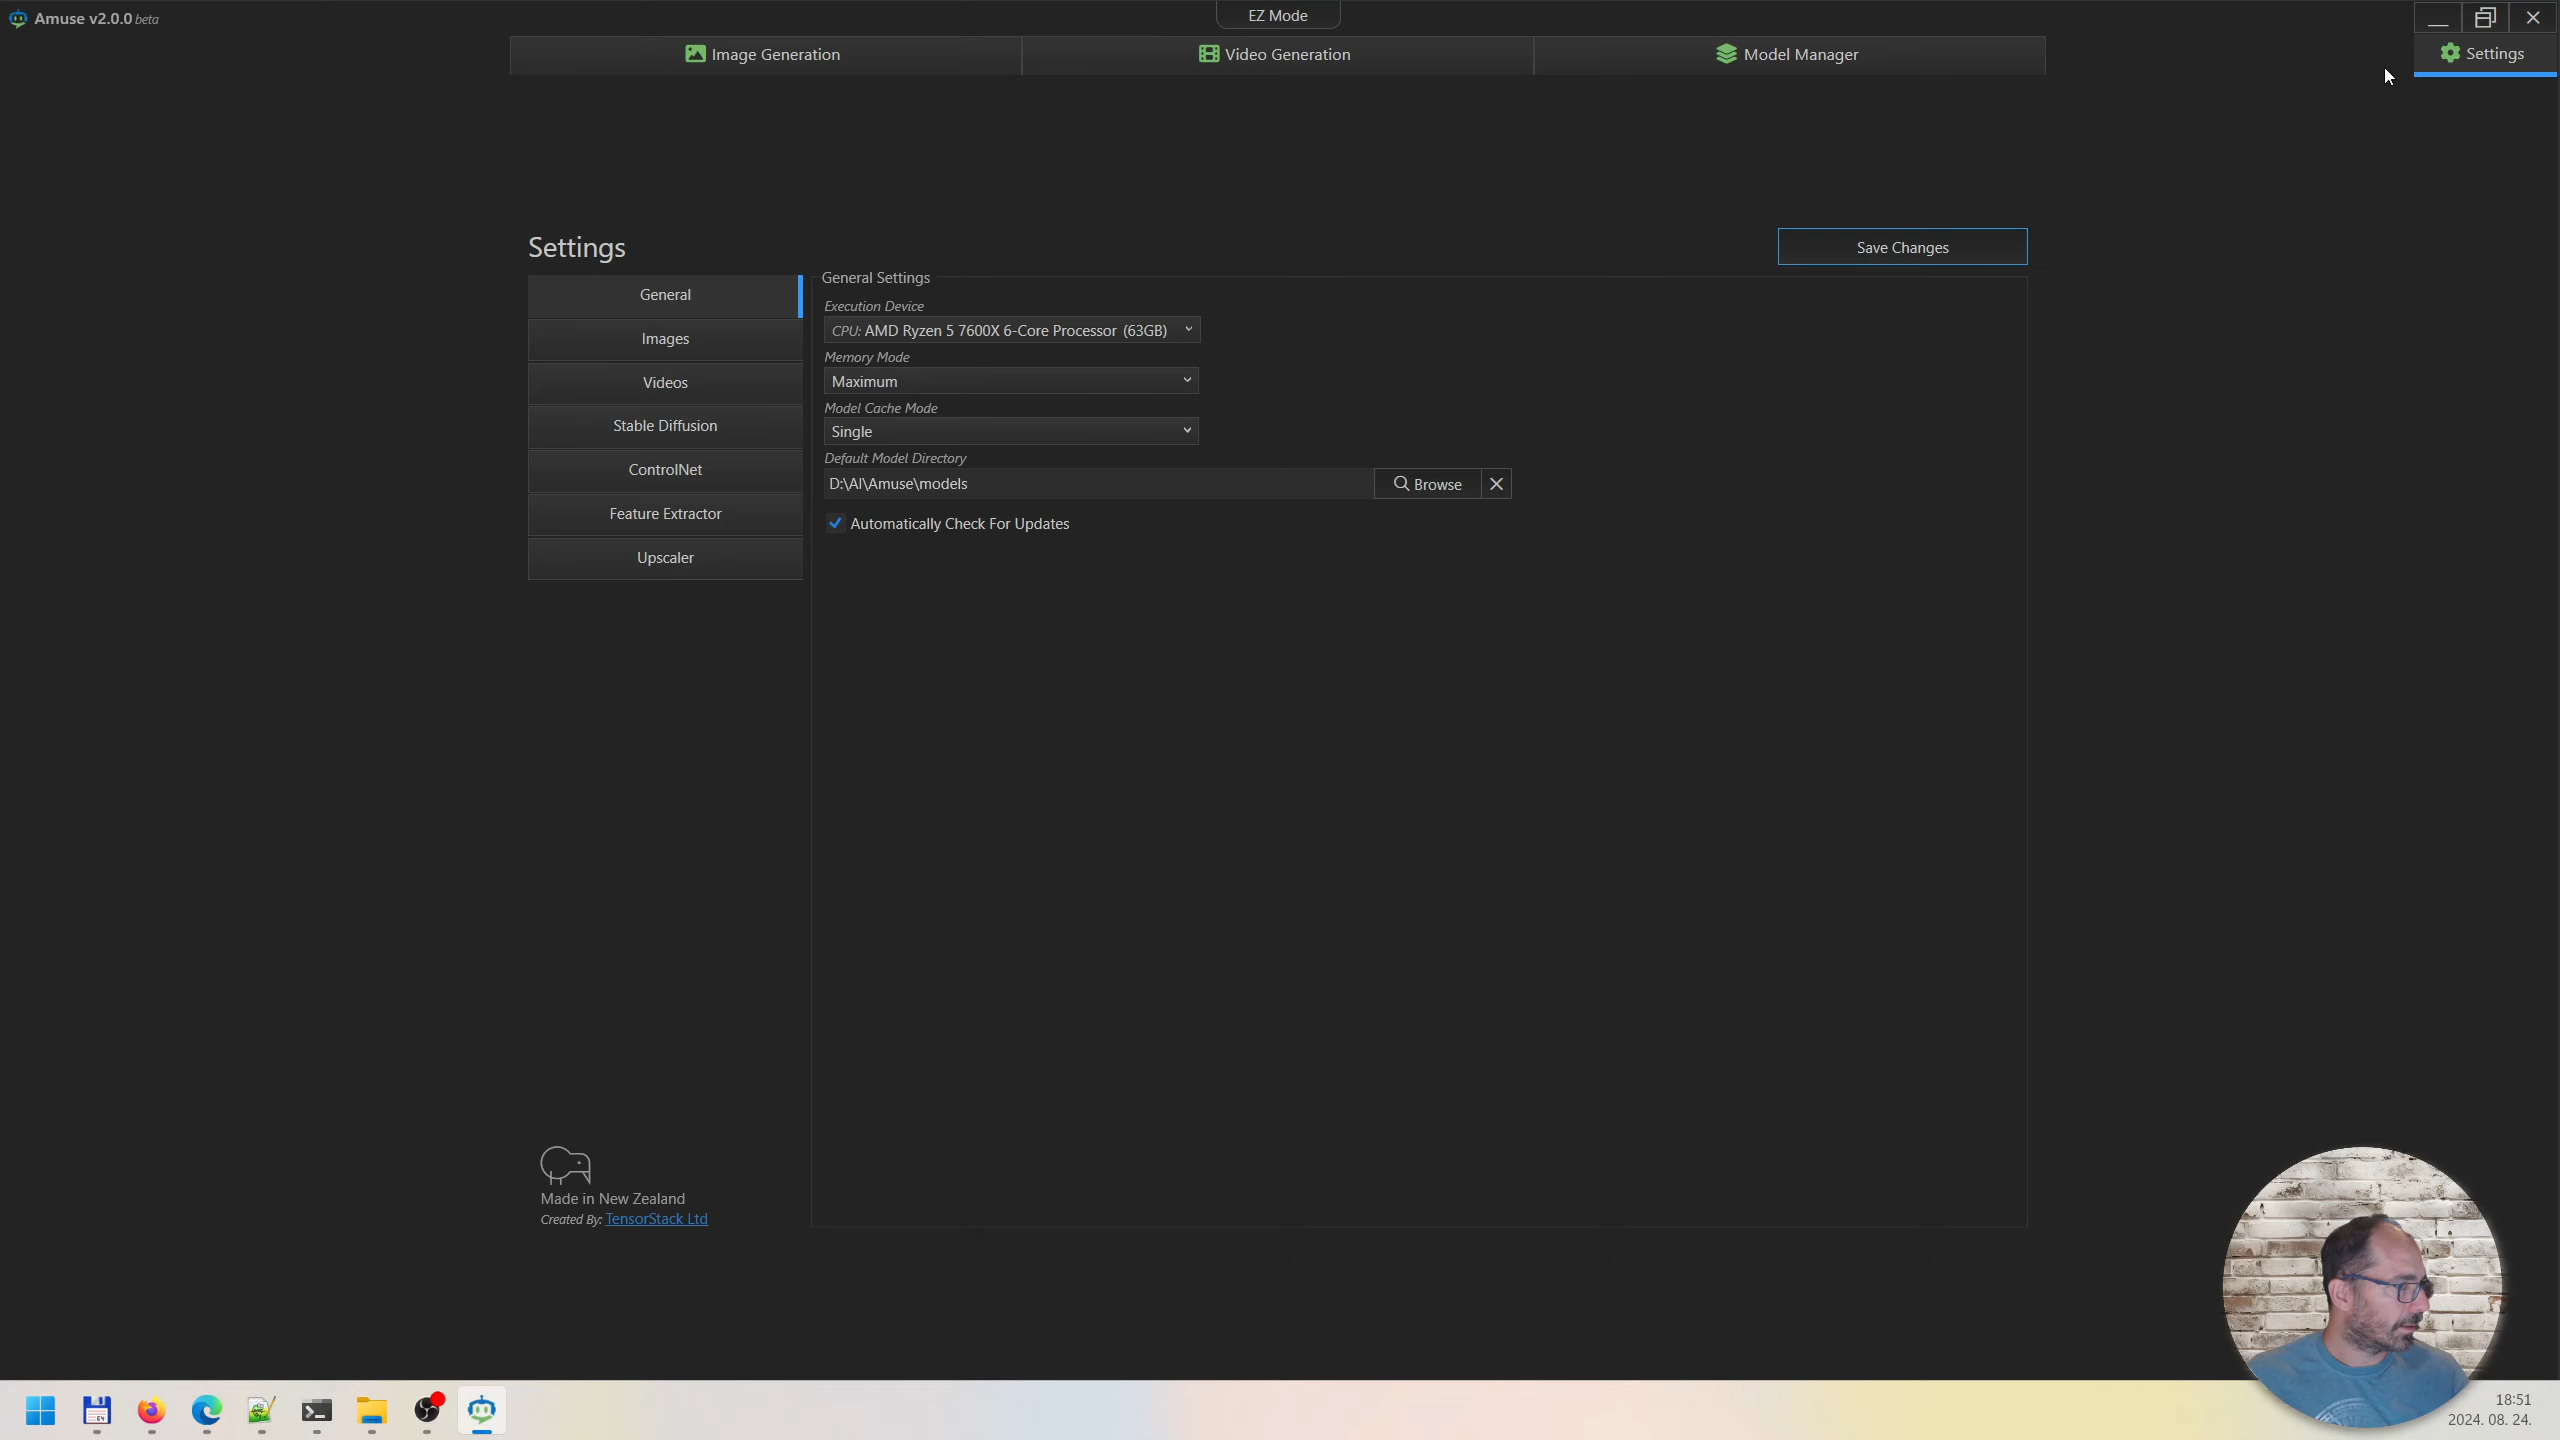 Amuse v2.0.0 beta
EZ Mode
Image Generation
Video Generation
Model Manager
Settings
Settings
Save Changes
General
Images
Videos
Stable Diffusion
ControlNet
Feature Extractor
Upscaler
General Settings
Execution Device
CPU: AMD Ryzen 5 7600X 6-Core Processor (63GB)
Memory Mode
Maximum
Model Cache Mode
Single
Default Model Directory
D:\AI\Amuse\models
Browse
Automatically Check For Updates
Made in New Zealand
Created By: TensorStack Ltd
64
18:51
2024. 08. 24.